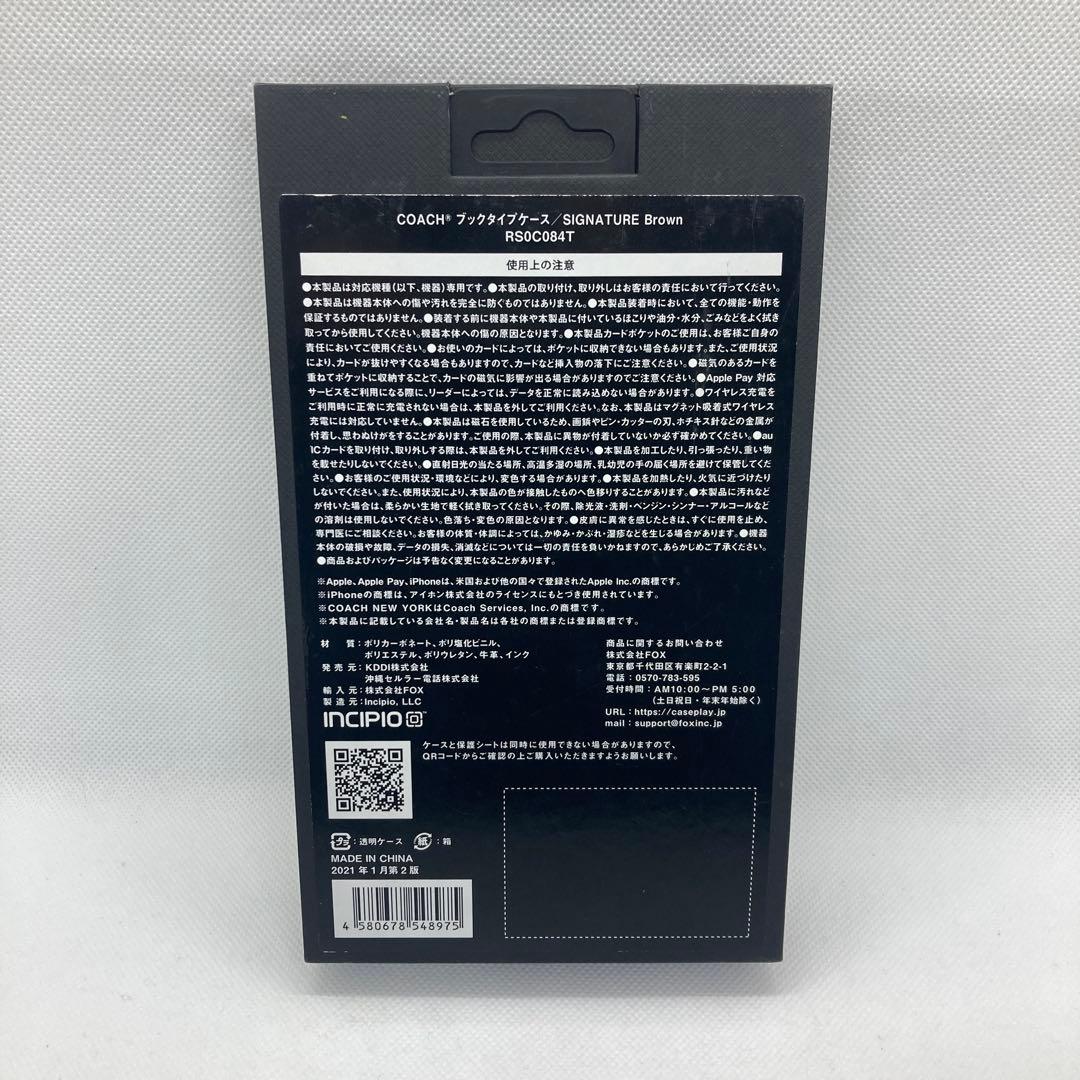 COACH® ブックタイプケース／SIGNATURE Brown
RS0C084T
使用上の注意
●本製品は対応機種（以下、機器）専用です。●本製品の取り付け、取り外しはお客様の責任において行ってください。
●本製品は機器本体への傷や汚れを完全に防ぐものではありません。●本製品装着時において、全ての機能・動作を
保証するものではありません。●装着する前に機器本体や本製品に付いているほこりや油分・水分、ごみなどをよく拭き
取ってから使用してください。機器本体への傷の原因となります。●本製品カードポケットのご使用は、お客様ご自身の
責任においてご使用ください。●お使いのカードによっては、ポケットに収納できない場合もあります。また、ご使用状況
により、カードが抜けやすくなる場合もありますので、カードなど挿入物の落下にご注意ください。●磁気のあるカードを
重ねてポケットに収納することで、カードの磁気に影響が出る場合がありますのでご注意ください。●Apple Pay 対応
サービスをご利用になる際に、リーダーによっては、データを正常に読み込めない場合があります。●ワイヤレス充電を
ご利用時に正常に充電されない場合は、本製品を外してご利用ください。なお、本製品はマグネット吸着式ワイヤレス
充電には対応していません。●本製品は磁石を使用しているため、画鋲やピン・カッターの刃、ホチキス針などの金属が
付着し、思わぬけがをすることがあります。ご使用の際、本製品に異物が付着していないか必ず確かめてください。●au
ICカードを取り付け、取り外しする際は、本製品を外してご利用ください。●本製品を加工したり、引っ張ったり、重い物
を載せたりしないでください。●直射日光の当たる場所、高温多湿の場所、乳幼児の手の届く場所を避けて保管してくだ
さい。●お客様のご使用状況・環境などにより、変色する場合があります。●本製品を加熱したり、火気に近づけたり
しないでください。また、使用状況により、本製品の色が接触したものへ色移りすることがあります。●本製品に汚れなど
が付いた場合は、柔らかい生地で軽く拭き取ってください。その際、除光液・洗剤・ベンジン・シンナー・アルコールなど
の溶剤は使用しないでください。色落ち・変色の原因となります。●皮膚に異常を感じたときは、すぐに使用を止め、
専門医にご相談ください。お客様の体質・体調によっては、かゆみ・かぶれ・湿疹などを生じる場合があります。●機器
本体の破損や故障、データの損失、消滅などについては一切の責任を負いかねますので、あらかじめご了承ください。
●商品およびパッケージは予告なく変更になることがあります。
※Apple、Apple Pay、iPhoneは、米国および他の国々で登録されたApple Inc.の商標です。
※iPhoneの商標は、アイホン株式会社のライセンスにもとづき使用されています。
※COACH NEW YORKはCoach Services, Inc.の商標です。
※本製品に記載している会社名・製品名は各社の商標または登録商標です。
材　質：ポリカーボネート、ポリ塩化ビニル、
ポリエステル、ポリウレタン、牛革、インク
発売元：KDDI株式会社
沖縄セルラー電話株式会社
輸入元：株式会社FOX
製造元：Incipio, LLC
INCIPIO™
商品に関するお問い合わせ
株式会社FOX
東京都千代田区有楽町2-2-1
電話：0570-783-595
受付時間：AM10:00〜PM 5:00
（土日祝日・年末年始除く）
URL：https://caseplay.jp
mail：support@foxinc.jp
ケースと保護シートは同時に使用できない場合がありますので、
QRコードからご確認の上ご購入いただきますようお願いします。
プラ：透明ケース 紙：箱
MADE IN CHINA
2021年1月第2版
4 580678 548975